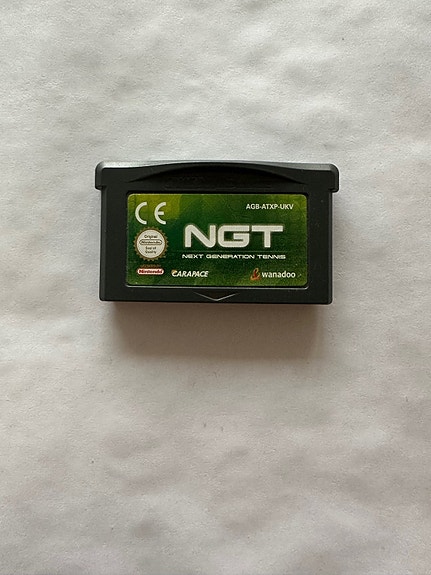 CE
AGB-ATXP-UKV
Original
Nintendo
Seal of
Quality
NGT
NEXT GENERATION TENNIS
Nintendo
CARAPACE
wanadoo